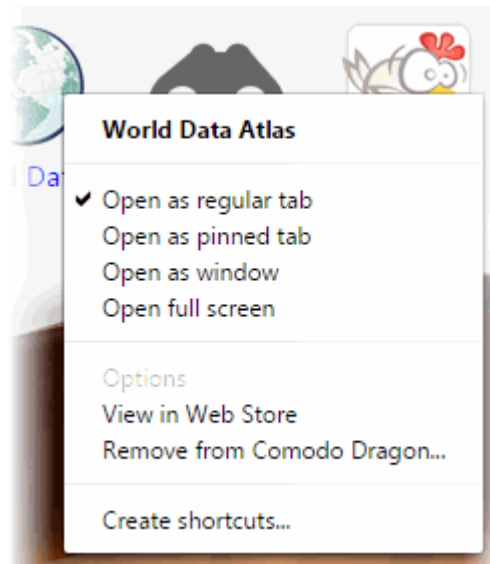 World Data Atlas
Da
Open as regular tab
Open as pinned tab
Open as window
Open full screen
Options
View in Web Store
Remove from Comodo Dragon...
Create shortcuts...